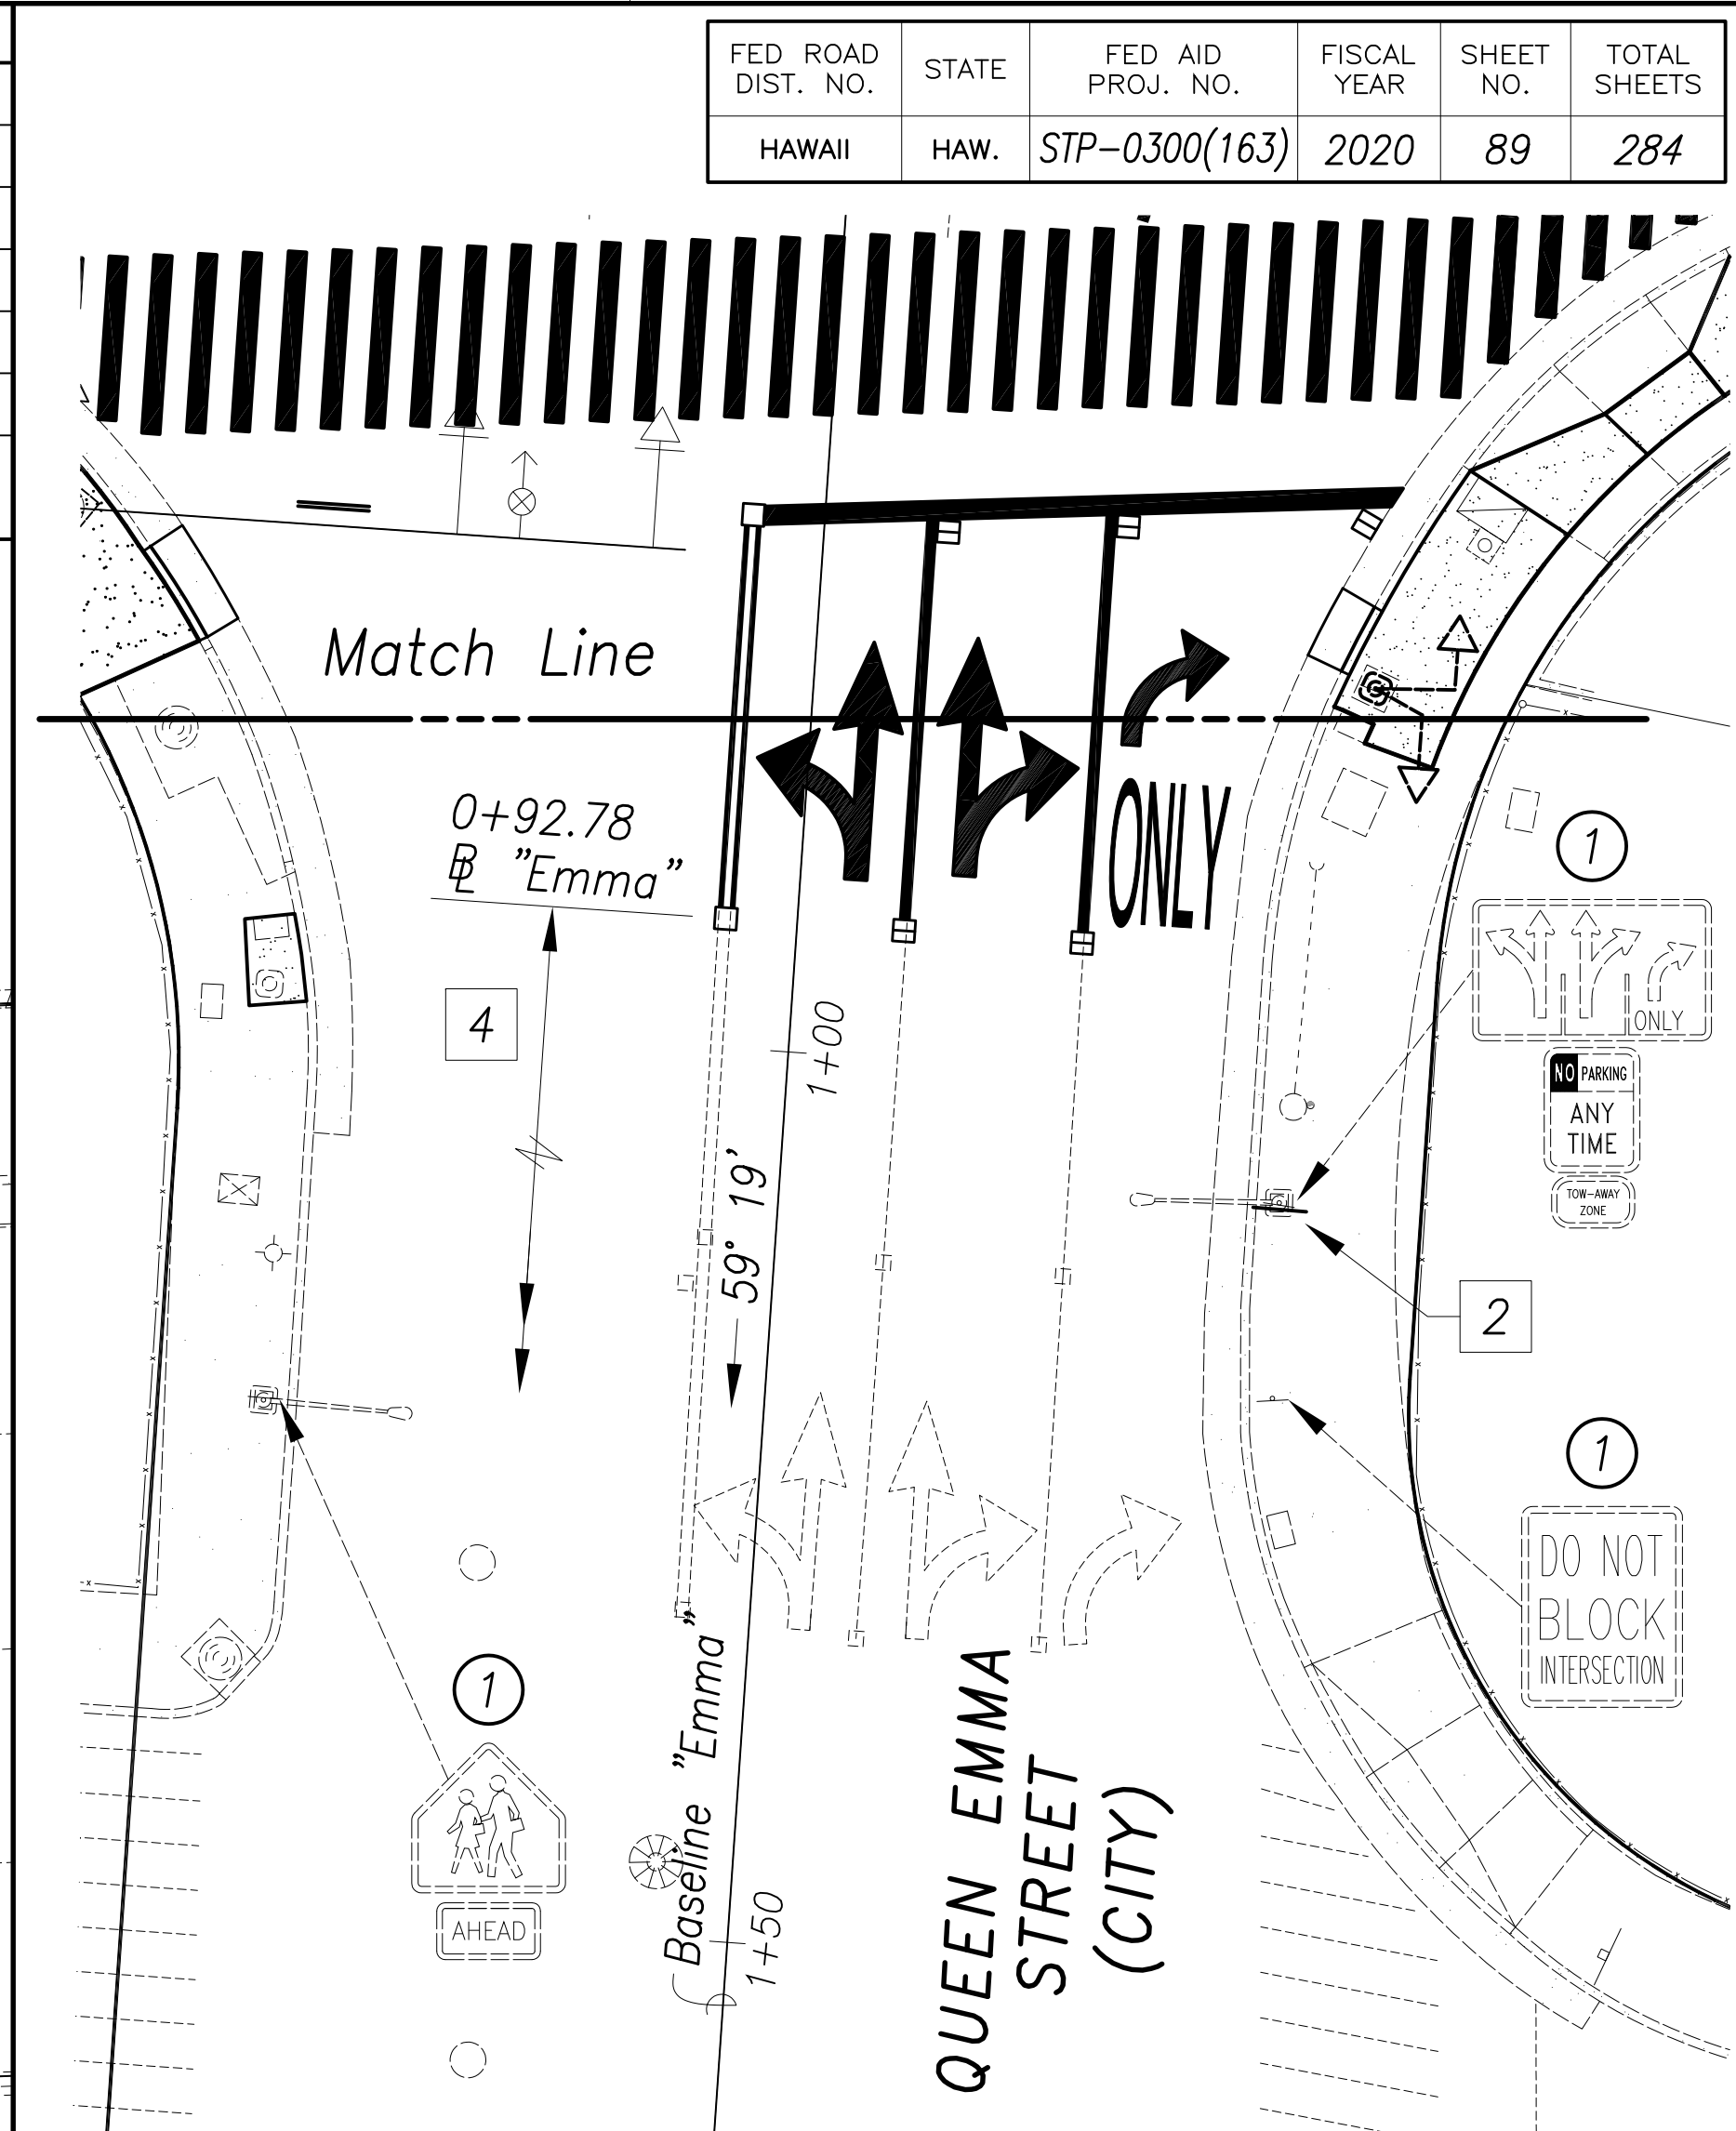 FED ROAD DIST. NO.
STATE
FED AID PROJ. NO.
FISCAL YEAR
SHEET NO.
TOTAL SHEETS
HAWAII
HAW.
STP-0300(163)
2020
89
284
Match Line
0+92.78
℄ "Emma"
ONLY
4
1+00
59° 19'
1
ONLY
NO PARKING
ANY
TIME
TOW-AWAY
ZONE
2
1
DO NOT
BLOCK
INTERSECTION
1
AHEAD
Baseline "Emma"
1+50
QUEEN EMMA
STREET
(CITY)